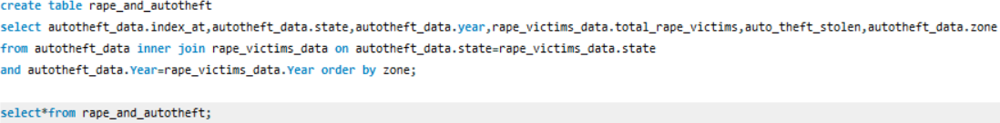 create table rape_and_autotheft
select autotheft_data.index_at,autotheft_data.state,autotheft_data.year,rape_victims_data.total_rape_victims,auto_theft_stolen,autotheft_data.zone
from autotheft_data inner join rape_victims_data on autotheft_data.state=rape_victims_data.state
and autotheft_data.Year=rape_victims_data.Year order by zone;
select*from rape_and_autotheft;